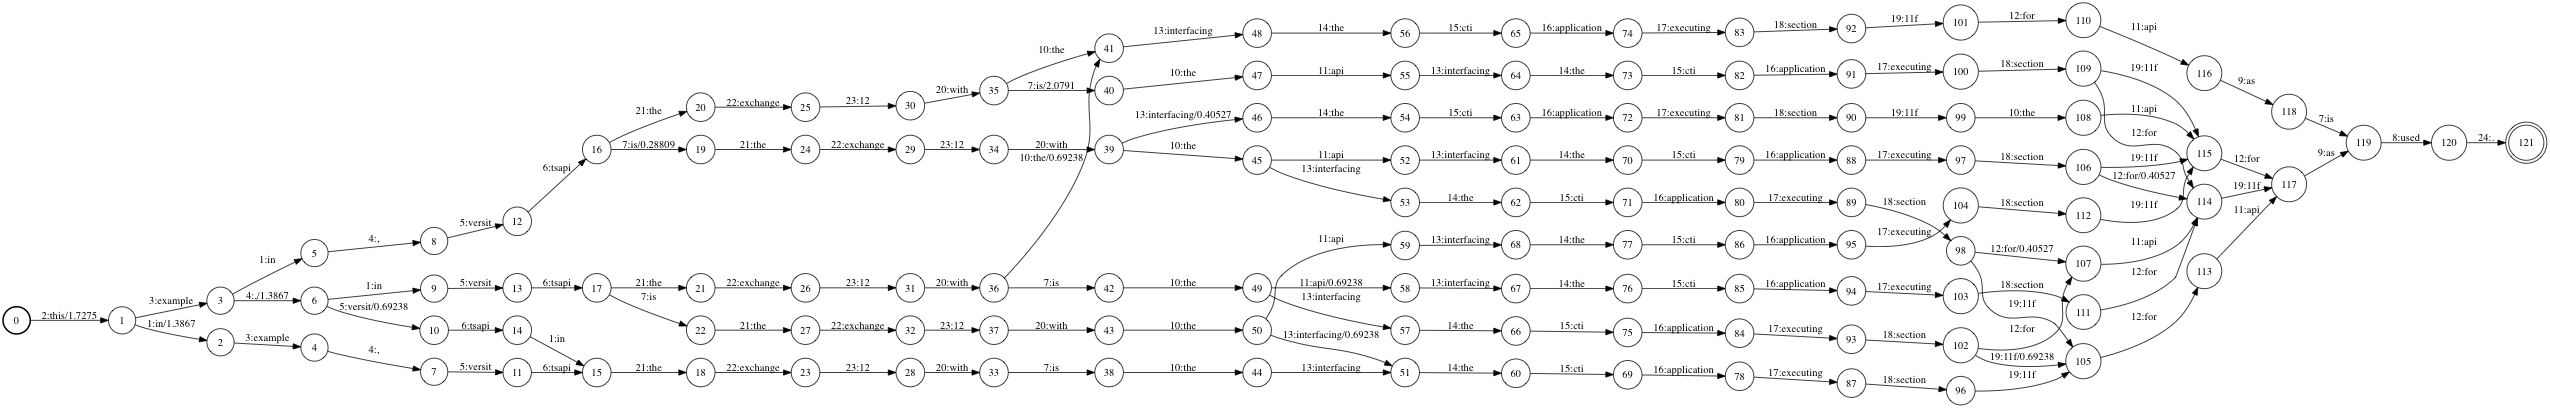 13:interfacing 14:the 15:cti 16:application 17:executing 18:section 19:11f 12:for
41 48 56 65 74 83 92 101 110
10:the 11:api
10:the 11:api 13:interfacing 14:the 15:cti 16:application 17:executing 18:section 19:11f
116
40 47 55 64 73 82 91 100 109
21:the 22:exchange 23:12 20:with 7:is/2.0791 9:as
20 25 30 35
13:interfacing/0.40527 14:the 15:cti 16:application 17:executing 18:section 19:11f 10:the 11:api
46 54 63 72 81 90 99 108 118
12:for 7:is
6:tsapi 16 7:is/0.28809 19 21:the 24 22:exchange 29 23:12 34 20:with 39 10:the
10:the/0.69238 9:as 119 8:used 120 24:. 121
45 11:api 52 13:interfacing 61 14:the 70 15:cti 79 16:application 88 17:executing 97 18:section 106 19:11f 115 12:for
13:interfacing 12:for/0.40527 19:11f 117
53 14:the 62 15:cti 71 16:application 80 17:executing 89 18:section 104 18:section 112 19:11f 114 11:api
5:versit 12
17:executing
4:, 8
1:in 5 11:api 59 13:interfacing 68 14:the 77 15:cti 86 16:application 95 98 12:for/0.40527 107 11:api
12:for 113
1:in 9 5:versit 13 6:tsapi 17 21:the 21 22:exchange 26 23:12 31 20:with 36 7:is 42 10:the 49 11:api/0.69238 58 13:interfacing 67 14:the 76 15:cti 85 16:application 94 17:executing 103 18:section 111
3:example 3 4:,/1.3867 6 7:is 13:interfacing 19:11f
5:versit/0.69238
0 2:this/1.7275 1 12:for
1:in/1.3867 10 6:tsapi 14 22 21:the 27 22:exchange 32 23:12 37 20:with 43 10:the 50 57 14:the 66 15:cti 75 16:application 84 17:executing 93 18:section 102 12:for
2 3:example 4 1:in 13:interfacing/0.69238
4:, 19:11f/0.69238 105
7 5:versit 11 6:tsapi 15 21:the 18 22:exchange 23 23:12 28 20:with 33 7:is 38 10:the 44 13:interfacing 51 14:the 60 15:cti 69 16:application 78 17:executing 87 18:section 96 19:11f